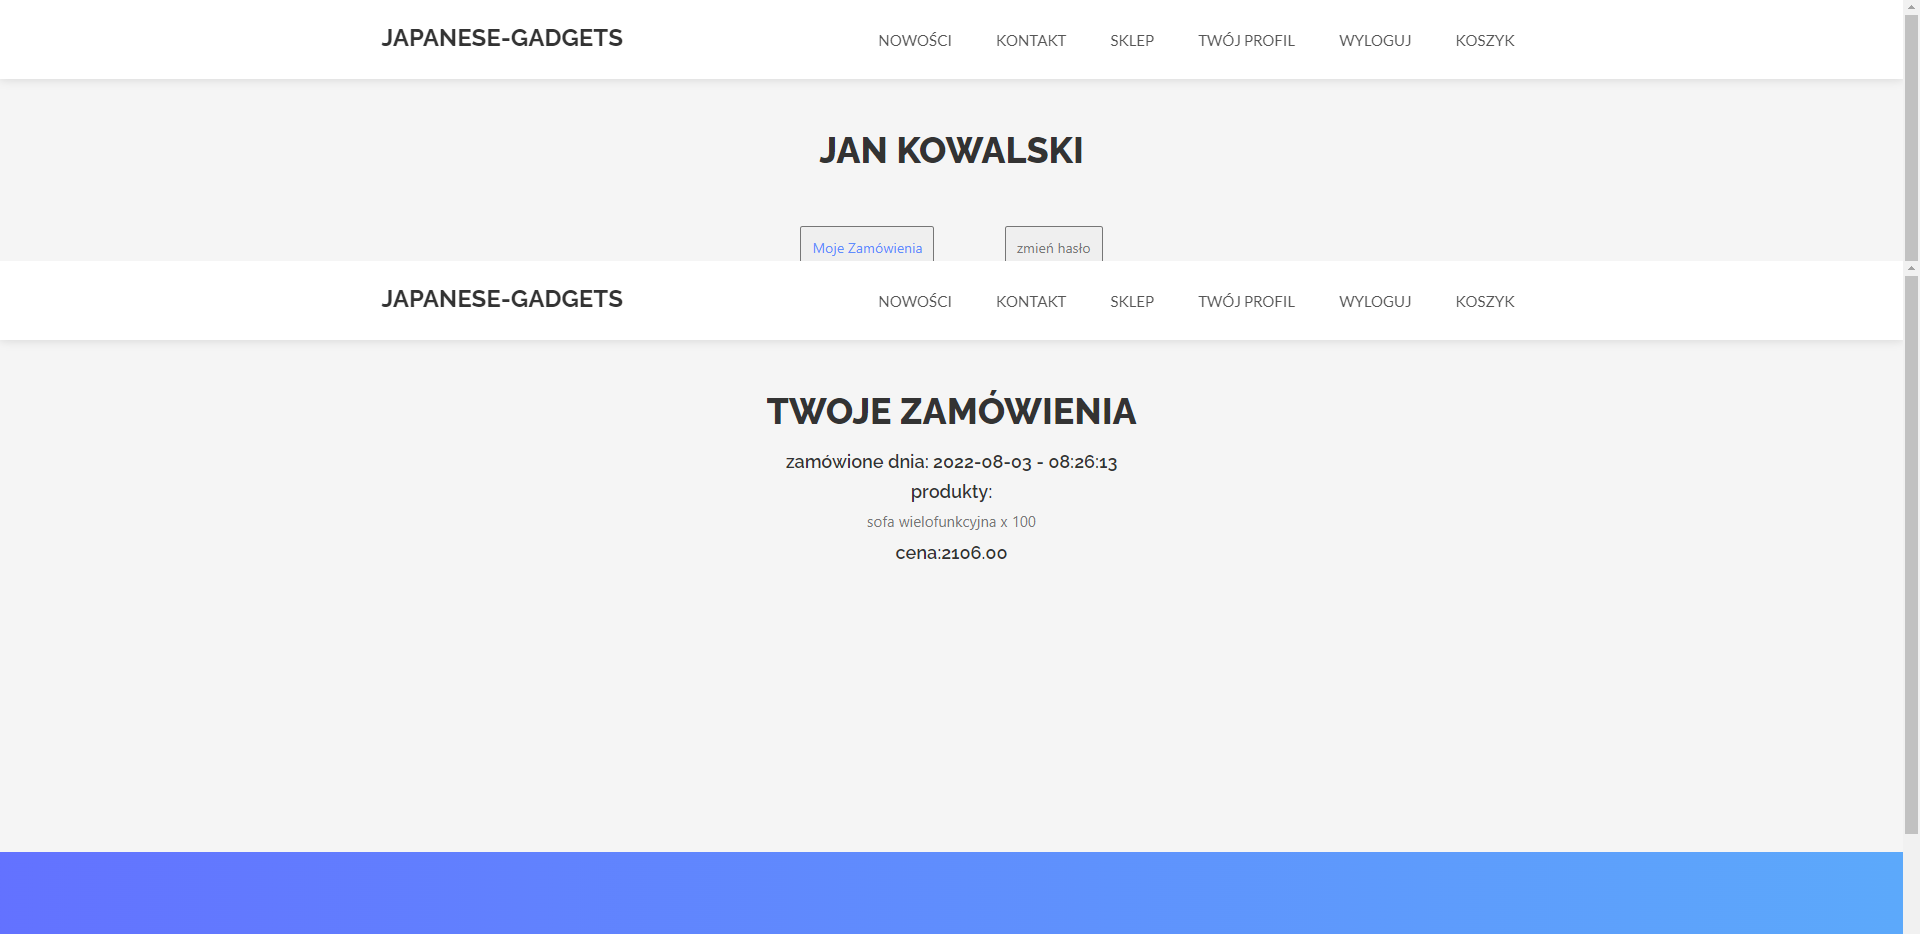 JAPANESE-GADGETS NOWOŚCI KONTAKT SKLEP TWÓJ PROFIL WYLOGUJ KOSZYK
JAN KOWALSKI
Moje Zamówienia zmień hasło
JAPANESE-GADGETS NOWOŚCI KONTAKT SKLEP TWÓJ PROFIL WYLOGUJ KOSZYK
TWOJE ZAMÓWIENIA
zamówione dnia: 2022-08-03 - 08:26:13
produkty:
sofa wielofunkcyjna x 100
cena:2106.00